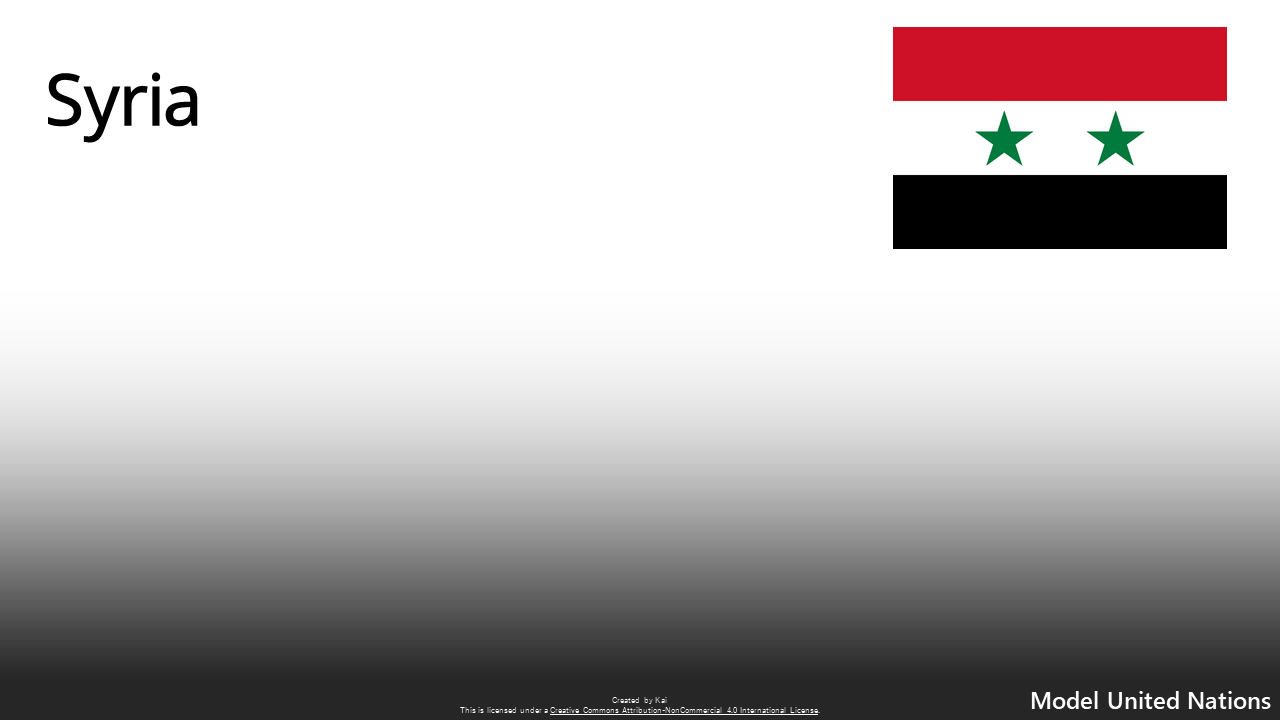 Syria
Created by Kai
This is licensed under a Creative Commons Attribution-NonCommercial 4.0 International License.
Model United Nations